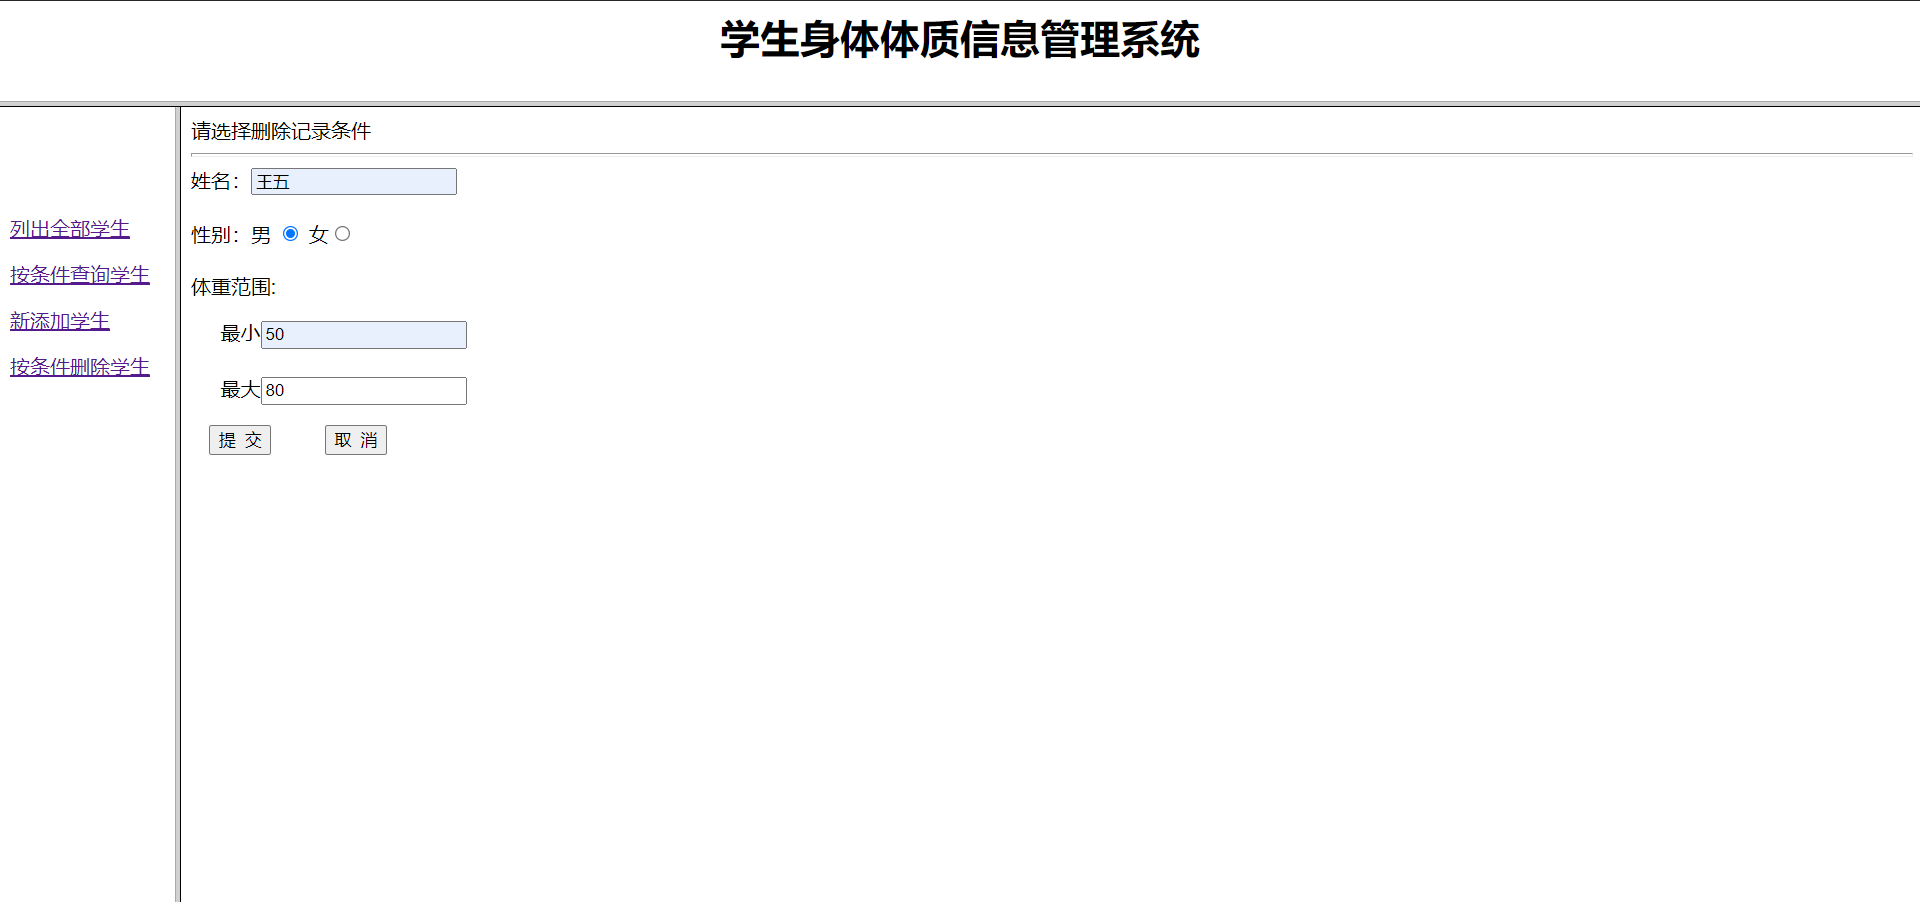 学生身体体质信息管理系统
列出全部学生
按条件查询学生
新添加学生
按条件删除学生
请选择删除记录条件
姓名：王五
性别：男 女
体重范围:
最小50
最大80
提 交 取 消